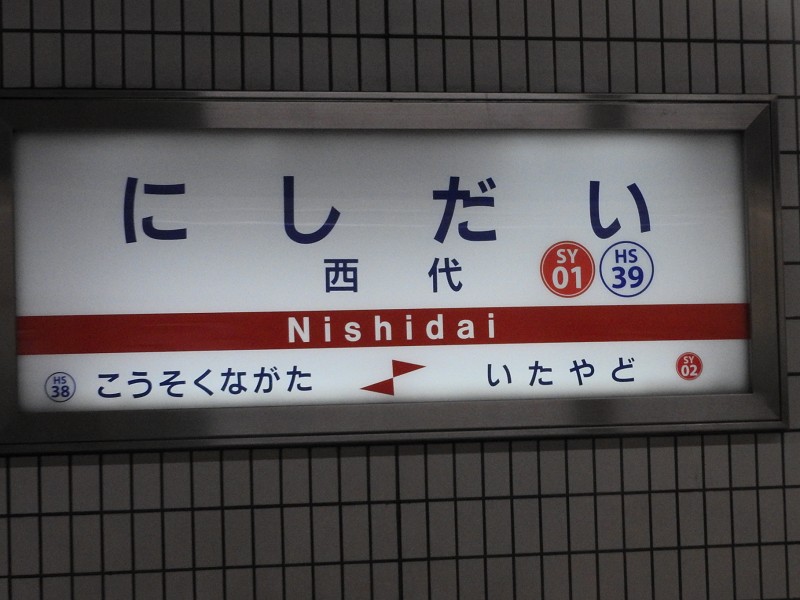 にしだい
西代 SY 01 HS 39
Nishidai
HS 38 こうそくながた いたやど SY 02